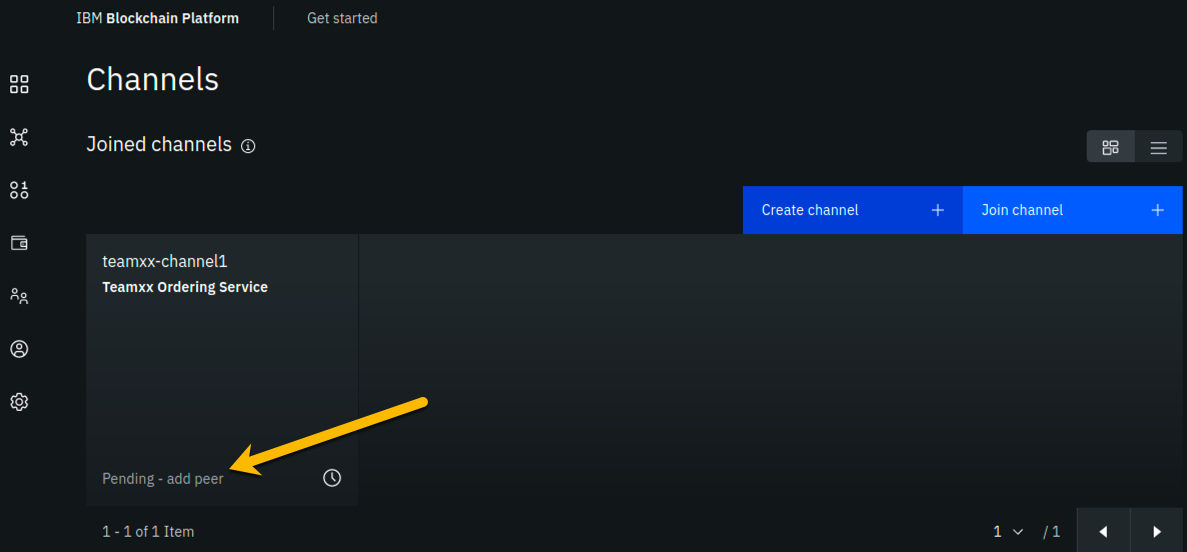 IBM Blockchain Platform
Get started
Channels
Joined channels
Create channel
Join channel
teamxx-channel1
Teamxx Ordering Service
Pending - add peer
1 - 1 of 1 Item
1 / 1